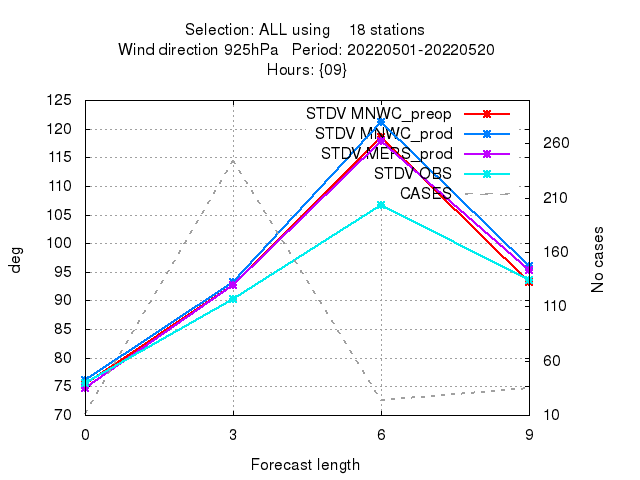 Selection: ALL using 18 stations
Wind direction 925hPa Period: 20220501-20220520
Hours: {09}
STDV MNWC_preop
STDV MNWC_prod
STDV MEPS_prod
STDV OBS
CASES
125
120
115
110
105
100
95
90
85
80
75
70
deg
260
210
160
110
60
10
No cases
0 3 6 9
Forecast length